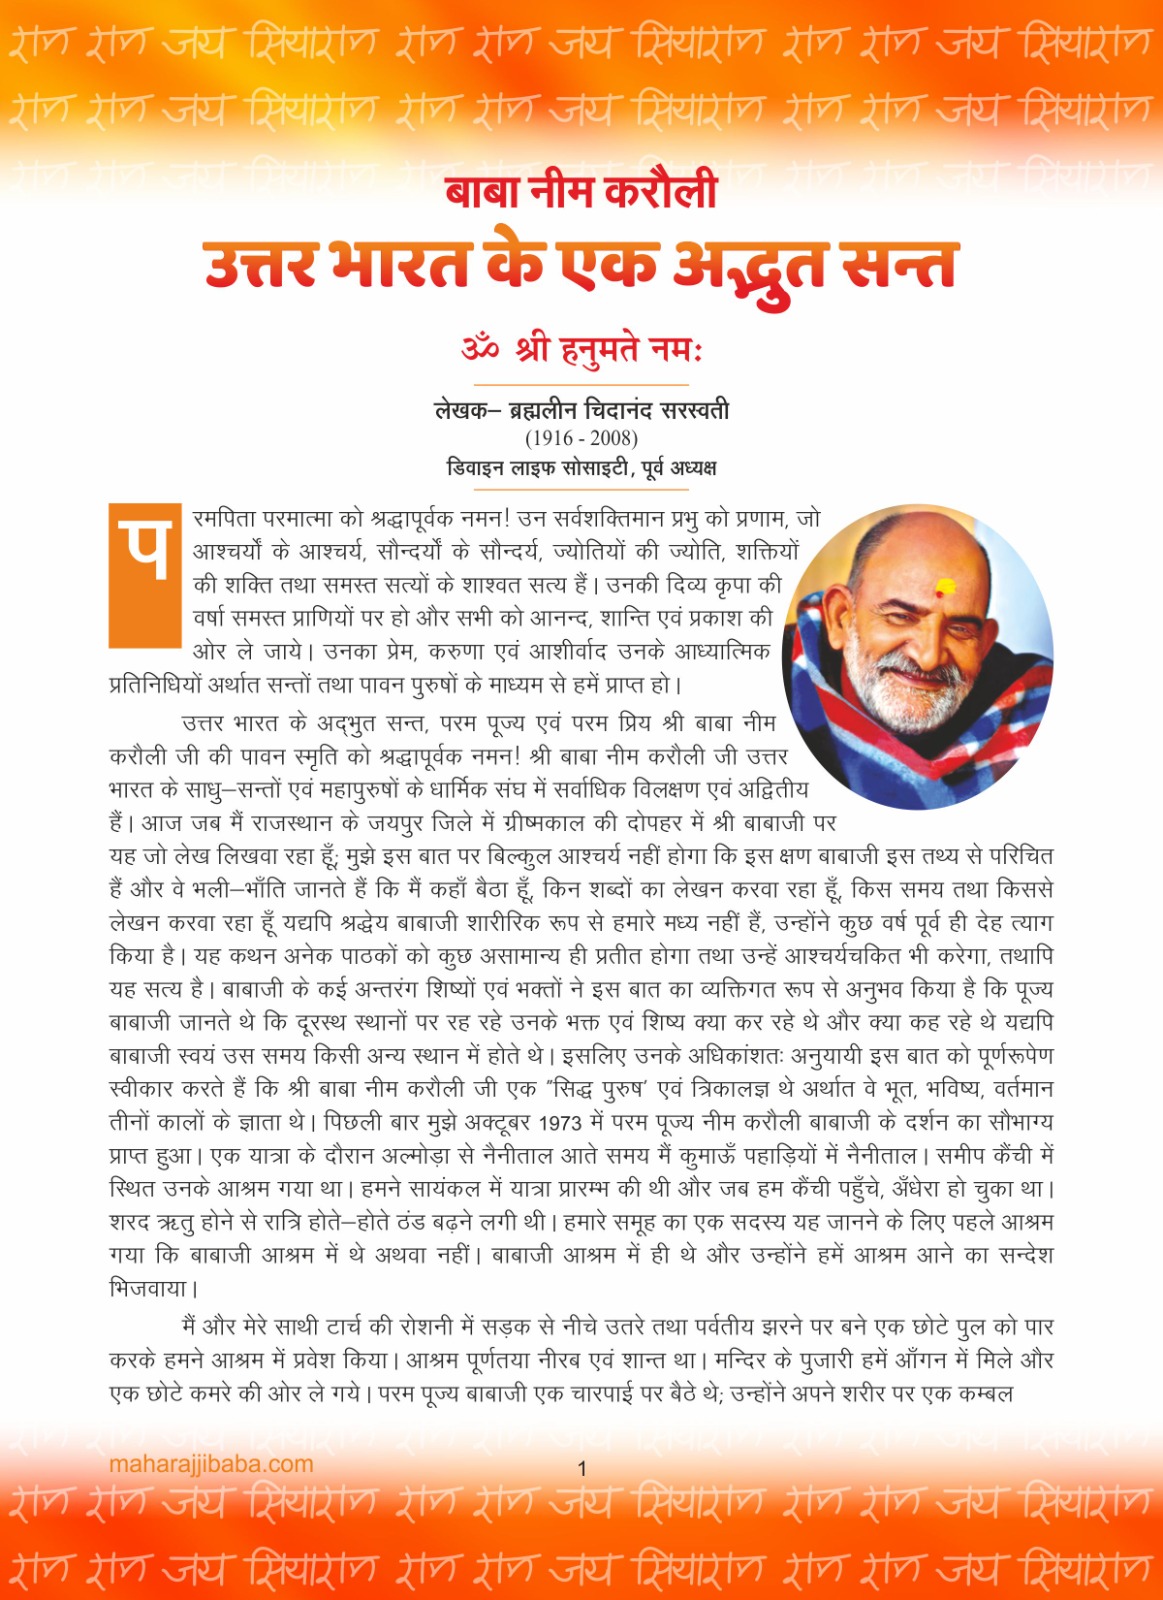 राम राम जय सियाराम राम राम जय सियाराम राम राम जय सियाराम
राम राम जय सियाराम राम राम जय सियाराम राम राम जय सियाराम
बाबा नीम करौली
उत्तर भारत के एक अद्भुत सन्त
ॐ श्री हनुमते नमः
लेखक– ब्रह्मलीन चिदानंद सरस्वती
(1916 - 2008)
डिवाइन लाइफ सोसाइटी, पूर्व अध्यक्ष
परमपिता परमात्मा को श्रद्धापूर्वक नमन! उन सर्वशक्तिमान प्रभु को प्रणाम, जो
आश्चर्यों के आश्चर्य, सौन्दर्यों के सौन्दर्य, ज्योतियों की ज्योति, शक्तियों
की शक्ति तथा समस्त सत्यों के शाश्वत सत्य हैं। उनकी दिव्य कृपा की
वर्षा समस्त प्राणियों पर हो और सभी को आनन्द, शान्ति एवं प्रकाश की
ओर ले जाये। उनका प्रेम, करुणा एवं आशीर्वाद उनके आध्यात्मिक
प्रतिनिधियों अर्थात सन्तों तथा पावन पुरुषों के माध्यम से हमें प्राप्त हो।
उत्तर भारत के अद्‌भुत सन्त, परम पूज्य एवं परम प्रिय श्री बाबा नीम
करौली जी की पावन स्मृति को श्रद्धापूर्वक नमन! श्री बाबा नीम करौली जी उत्तर
भारत के साधु–सन्तों एवं महापुरुषों के धार्मिक संघ में सर्वाधिक विलक्षण एवं अद्वितीय
हैं। आज जब मैं राजस्थान के जयपुर जिले में ग्रीष्मकाल की दोपहर में श्री बाबाजी पर
यह जो लेख लिखवा रहा हूँ; मुझे इस बात पर बिल्कुल आश्चर्य नहीं होगा कि इस क्षण बाबाजी इस तथ्य से परिचित
हैं और वे भली–भाँति जानते हैं कि मैं कहाँ बैठा हूँ, किन शब्दों का लेखन करवा रहा हूँ, किस समय तथा किससे
लेखन करवा रहा हूँ यद्यपि श्रद्धेय बाबाजी शारीरिक रूप से हमारे मध्य नहीं हैं, उन्होंने कुछ वर्ष पूर्व ही देह त्याग
किया है। यह कथन अनेक पाठकों को कुछ असामान्य ही प्रतीत होगा तथा उन्हें आश्चर्यचकित भी करेगा, तथापि
यह सत्य है। बाबाजी के कई अन्तरंग शिष्यों एवं भक्तों ने इस बात का व्यक्तिगत रूप से अनुभव किया है कि पूज्य
बाबाजी जानते थे कि दूरस्थ स्थानों पर रह रहे उनके भक्त एवं शिष्य क्या कर रहे थे और क्या कह रहे थे यद्यपि
बाबाजी स्वयं उस समय किसी अन्य स्थान में होते थे। इसलिए उनके अधिकांशतः अनुयायी इस बात को पूर्णरूपेण
स्वीकार करते हैं कि श्री बाबा नीम करौली जी एक "सिद्ध पुरुष' एवं त्रिकालज्ञ थे अर्थात वे भूत, भविष्य, वर्तमान
तीनों कालों के ज्ञाता थे। पिछली बार मुझे अक्टूबर 1973 में परम पूज्य नीम करौली बाबाजी के दर्शन का सौभाग्य
प्राप्त हुआ। एक यात्रा के दौरान अल्मोड़ा से नैनीताल आते समय मैं कुमाऊँ पहाड़ियों में नैनीताल। समीप कैंची में
स्थित उनके आश्रम गया था। हमने सायंकल में यात्रा प्रारम्भ की थी और जब हम कैंची पहुँचे, अँधेरा हो चुका था।
शरद ऋतु होने से रात्रि होते–होते ठंड बढ़ने लगी थी। हमारे समूह का एक सदस्य यह जानने के लिए पहले आश्रम
गया कि बाबाजी आश्रम में थे अथवा नहीं। बाबाजी आश्रम में ही थे और उन्होंने हमें आश्रम आने का सन्देश
भिजवाया।
मैं और मेरे साथी टार्च की रोशनी में सड़क से नीचे उतरे तथा पर्वतीय झरने पर बने एक छोटे पुल को पार
करके हमने आश्रम में प्रवेश किया। आश्रम पूर्णतया नीरब एवं शान्त था। मन्दिर के पुजारी हमें आँगन में मिले और
एक छोटे कमरे की ओर ले गये। परम पूज्य बाबाजी एक चारपाई पर बैठे थे; उन्होंने अपने शरीर पर एक कम्बल
maharajjibaba.com
1
राम राम जय सियाराम राम राम जय सियाराम राम राम जय सियाराम
राम राम जय सियाराम राम राम जय सियाराम राम राम जय सियाराम